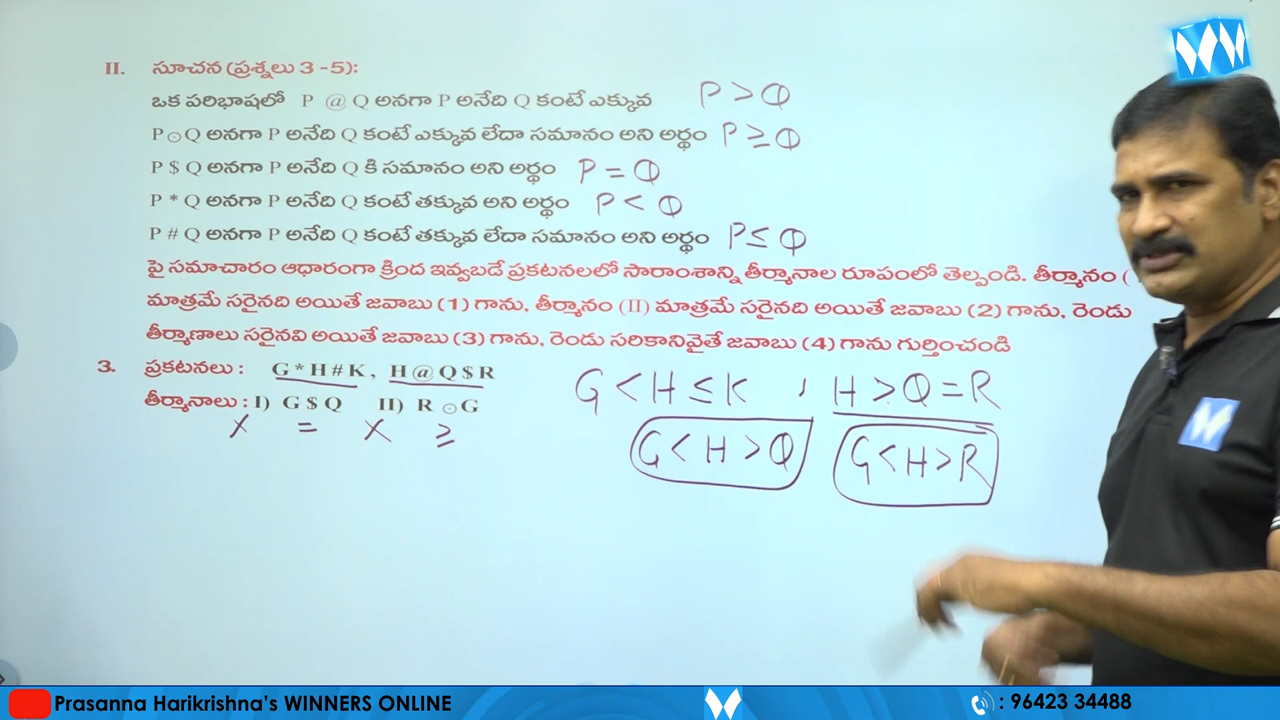 II. సూచన (ప్రశ్నలు 3 -5):
ఒక పరిభాషలో P @ Q అనగా P అనేది Q కంటే ఎక్కువ P > Q
P⊙Q అనగా P అనేది Q కంటే ఎక్కువ లేదా సమానం అని అర్థం P ≥ Q
P $ Q అనగా P అనేది Q కి సమానం అని అర్థం P = Q
P * Q అనగా P అనేది Q కంటే తక్కువ అని అర్థం P < Q
P # Q అనగా P అనేది Q కంటే తక్కువ లేదా సమానం అని అర్థం P ≤ Q
పై సమాచారం ఆధారంగా క్రింద ఇవ్వబడే ప్రకటనలలో సారాంశాన్ని తీర్మానాల రూపంలో తెల్పండి. తీర్మానం (
మాత్రమే సరైనది అయితే జవాబు (1) గాను, తీర్మానం (II) మాత్రమే సరైనది అయితే జవాబు (2) గాను, రెండు
తీర్మాణాలు సరైనవి అయితే జవాబు (3) గాను, రెండు సరికానివైతే జవాబు (4) గాను గుర్తించండి
3. ప్రకటనలు : G * H # K , H @ Q $ R G < H ≤ K , H > Q = R
తీర్మానాలు : I) G $ Q II) R ⊙ G
X = X ≥ G < H > Q G < H > R
Prasanna Harikrishna's WINNERS ONLINE : 96423 34488